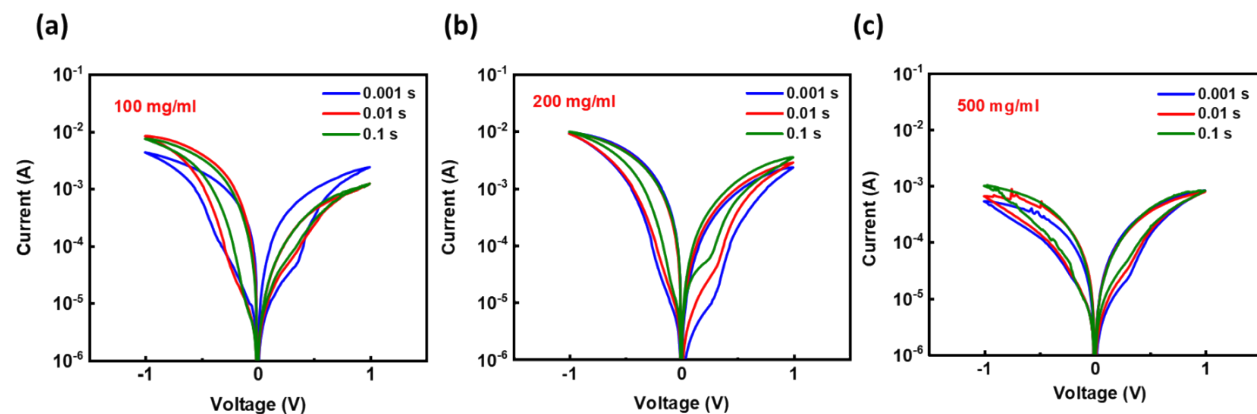 (a)
10⁻¹
10⁻²
10⁻³
10⁻⁴
10⁻⁵
10⁻⁶
Current (A)
100 mg/ml
0.001 s
0.01 s
0.1 s
-1 0 1
Voltage (V)
(b)
10⁻¹
10⁻²
10⁻³
10⁻⁴
10⁻⁵
10⁻⁶
Current (A)
200 mg/ml
0.001 s
0.01 s
0.1 s
-1 0 1
Voltage (V)
(c)
10⁻¹
10⁻²
10⁻³
10⁻⁴
10⁻⁵
10⁻⁶
Current (A)
500 mg/ml
0.001 s
0.01 s
0.1 s
-1 0 1
Voltage (V)